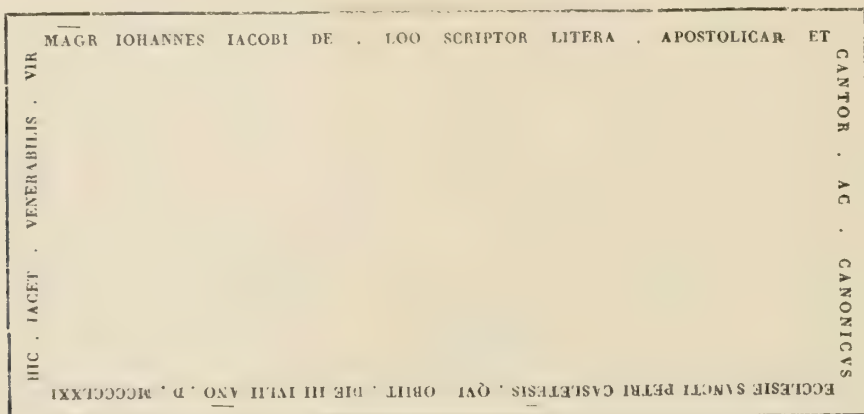 HIC . IACET . VENERABILIS . VIR
MAGR IOHANNES IACOBI DE . LOO SCRIPTOR LITERA . APOSTOLICAR ET
CANTOR . AC . CANONICVS
ECCLESIE SANCTI PETRI CASLETESIS . QVI OBIIT . DIE III IVLII ANO . D . MCCCCLXXI